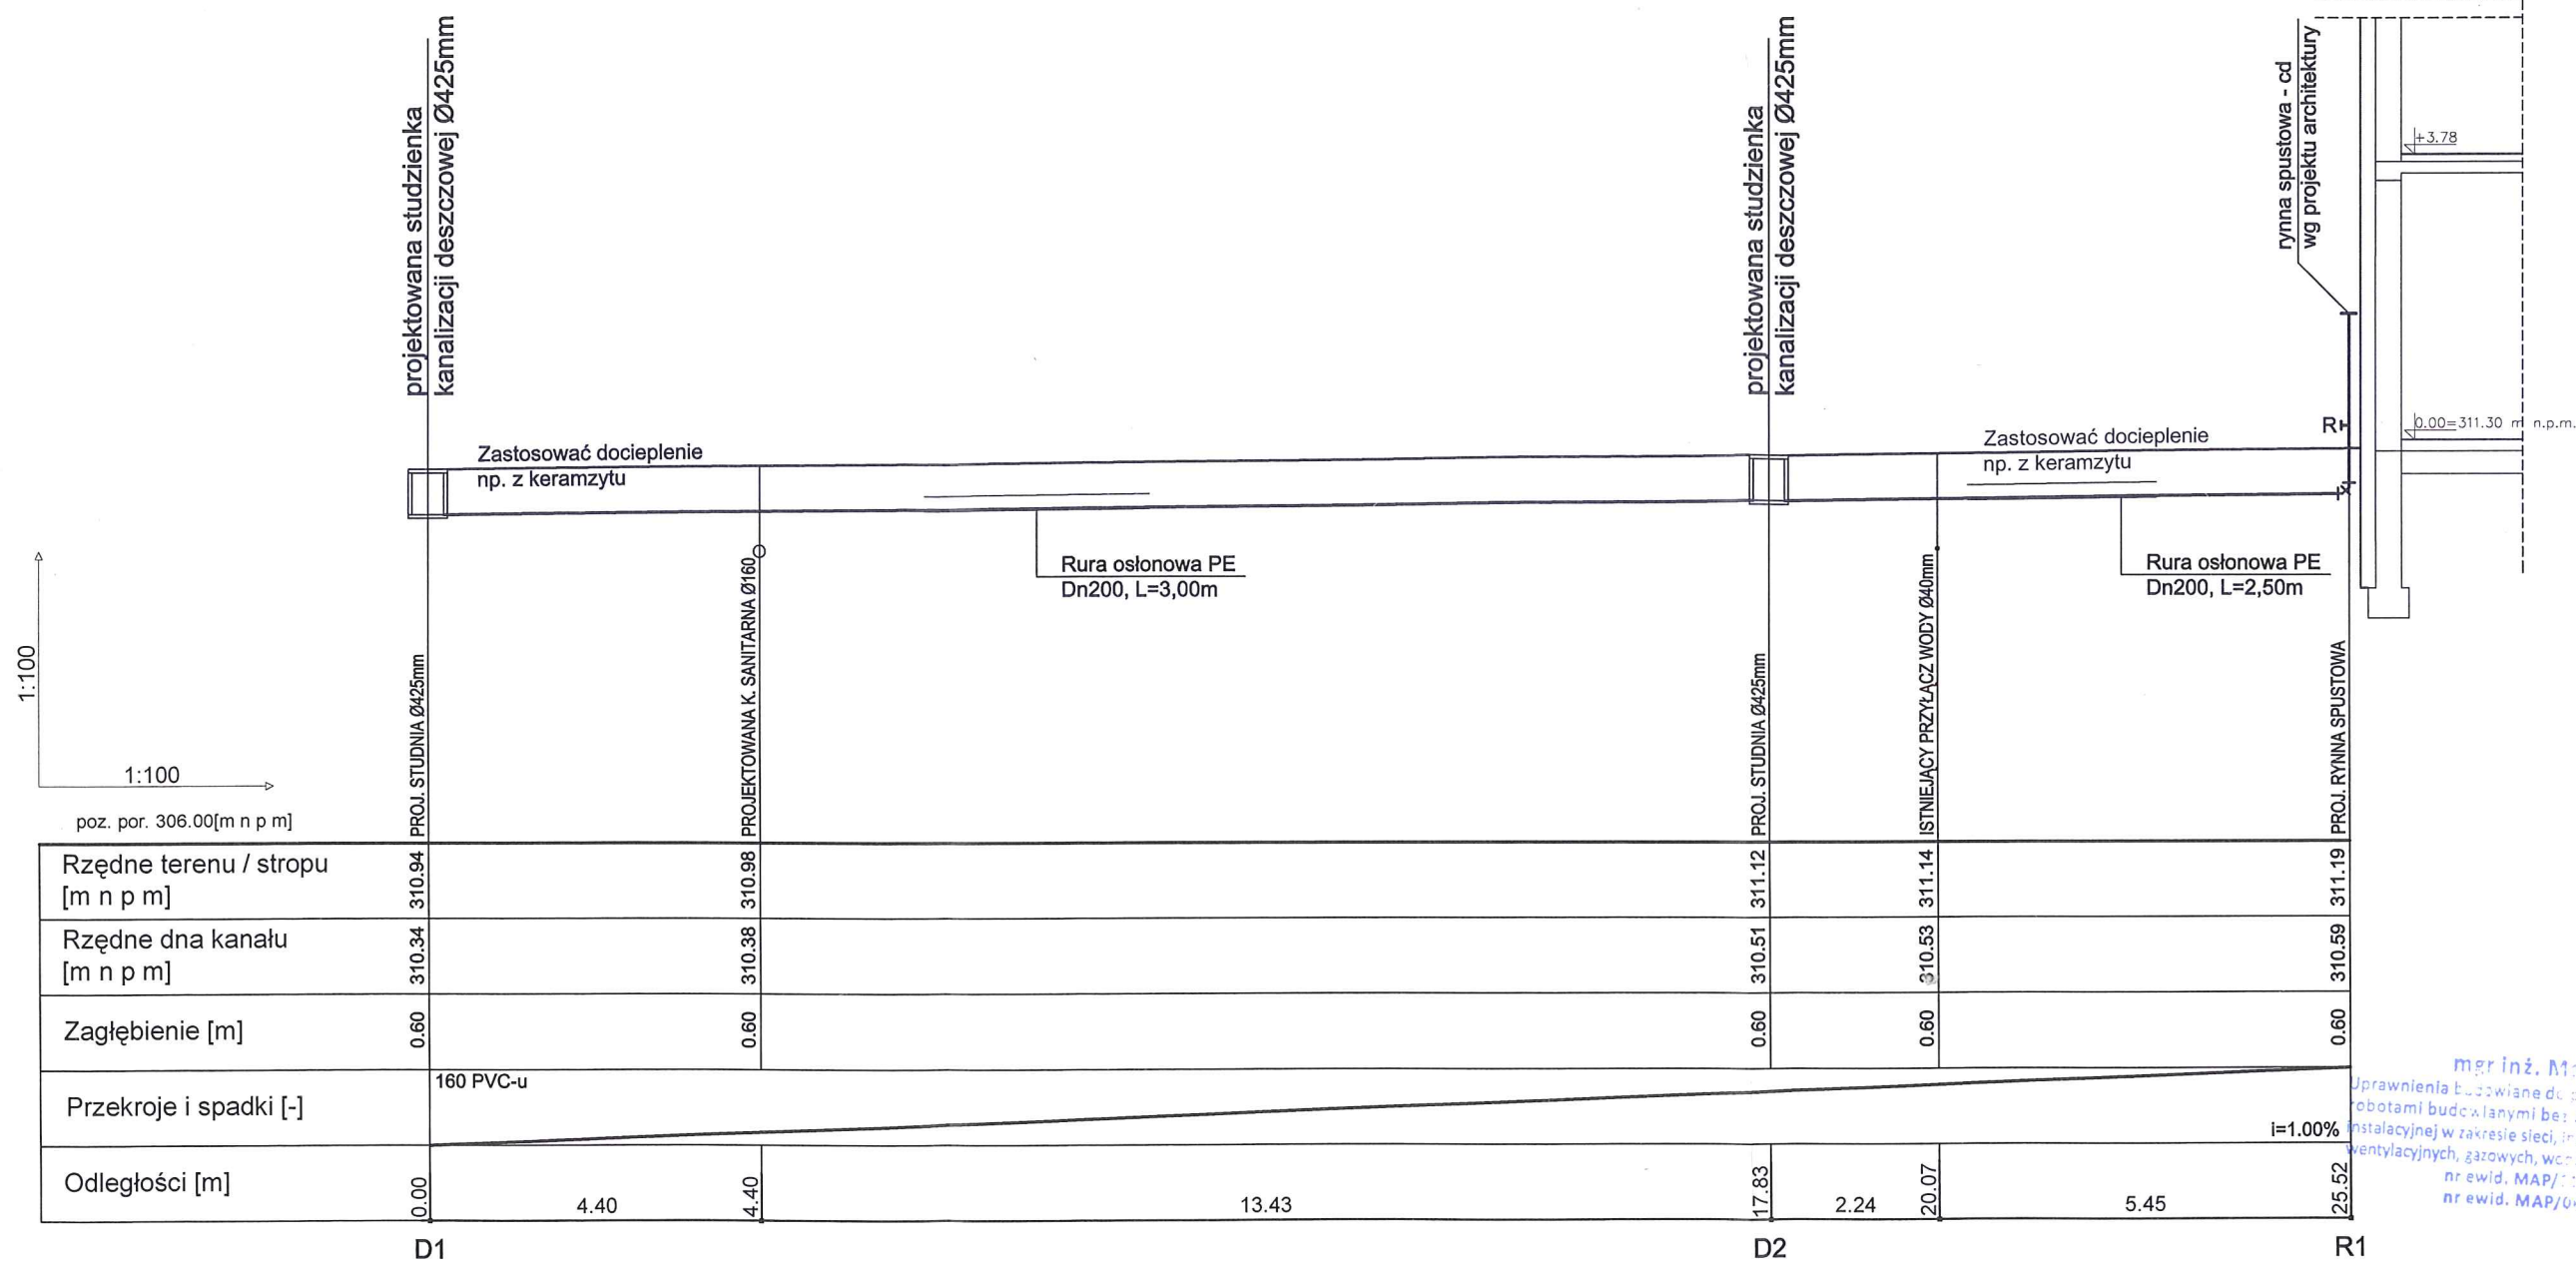 projektowana studzienka
kanalizacji deszczowej Ø425mm
projektowana studzienka
kanalizacji deszczowej Ø425mm
rynna spustowa - cd
wg projektu architektury
+3.78
R
0.00=311.30 m n.p.m.
Zastosować docieplenie
np. z keramzytu
Zastosować docieplenie
np. z keramzytu
Rura osłonowa PE
Dn200, L=3,00m
Rura osłonowa PE
Dn200, L=2,50m
1:100
1:100
poz. por. 306.00[m n p m]
PROJ. STUDNIA Ø425mm
PROJEKTOWANA K. SANITARNA Ø160
PROJ. STUDNIA Ø425mm
ISTNIEJĄCY PRZYŁĄCZ WODY Ø40mm
PROJ. RYNNA SPUSTOWA
Rzędne terenu / stropu
[m n p m]
310.94 310.98 311.12 311.14 311.19
Rzędne dna kanału
[m n p m]
310.34 310.38 310.51 310.53 310.59
Zagłębienie [m]
0.60 0.60 0.60 0.60 0.60
Przekroje i spadki [-]
160 PVC-u
i=1.00%
Odległości [m]
0.00 4.40 4.40 13.43 17.83 2.24 20.07 5.45 25.52
D1 D2 R1
mgr inż.
Uprawnienia
robotami
instalacyjnej w zakresie sieci,
wentylacyjnych, gazowych,
nr ewid. MAP/
nr ewid. MAP/